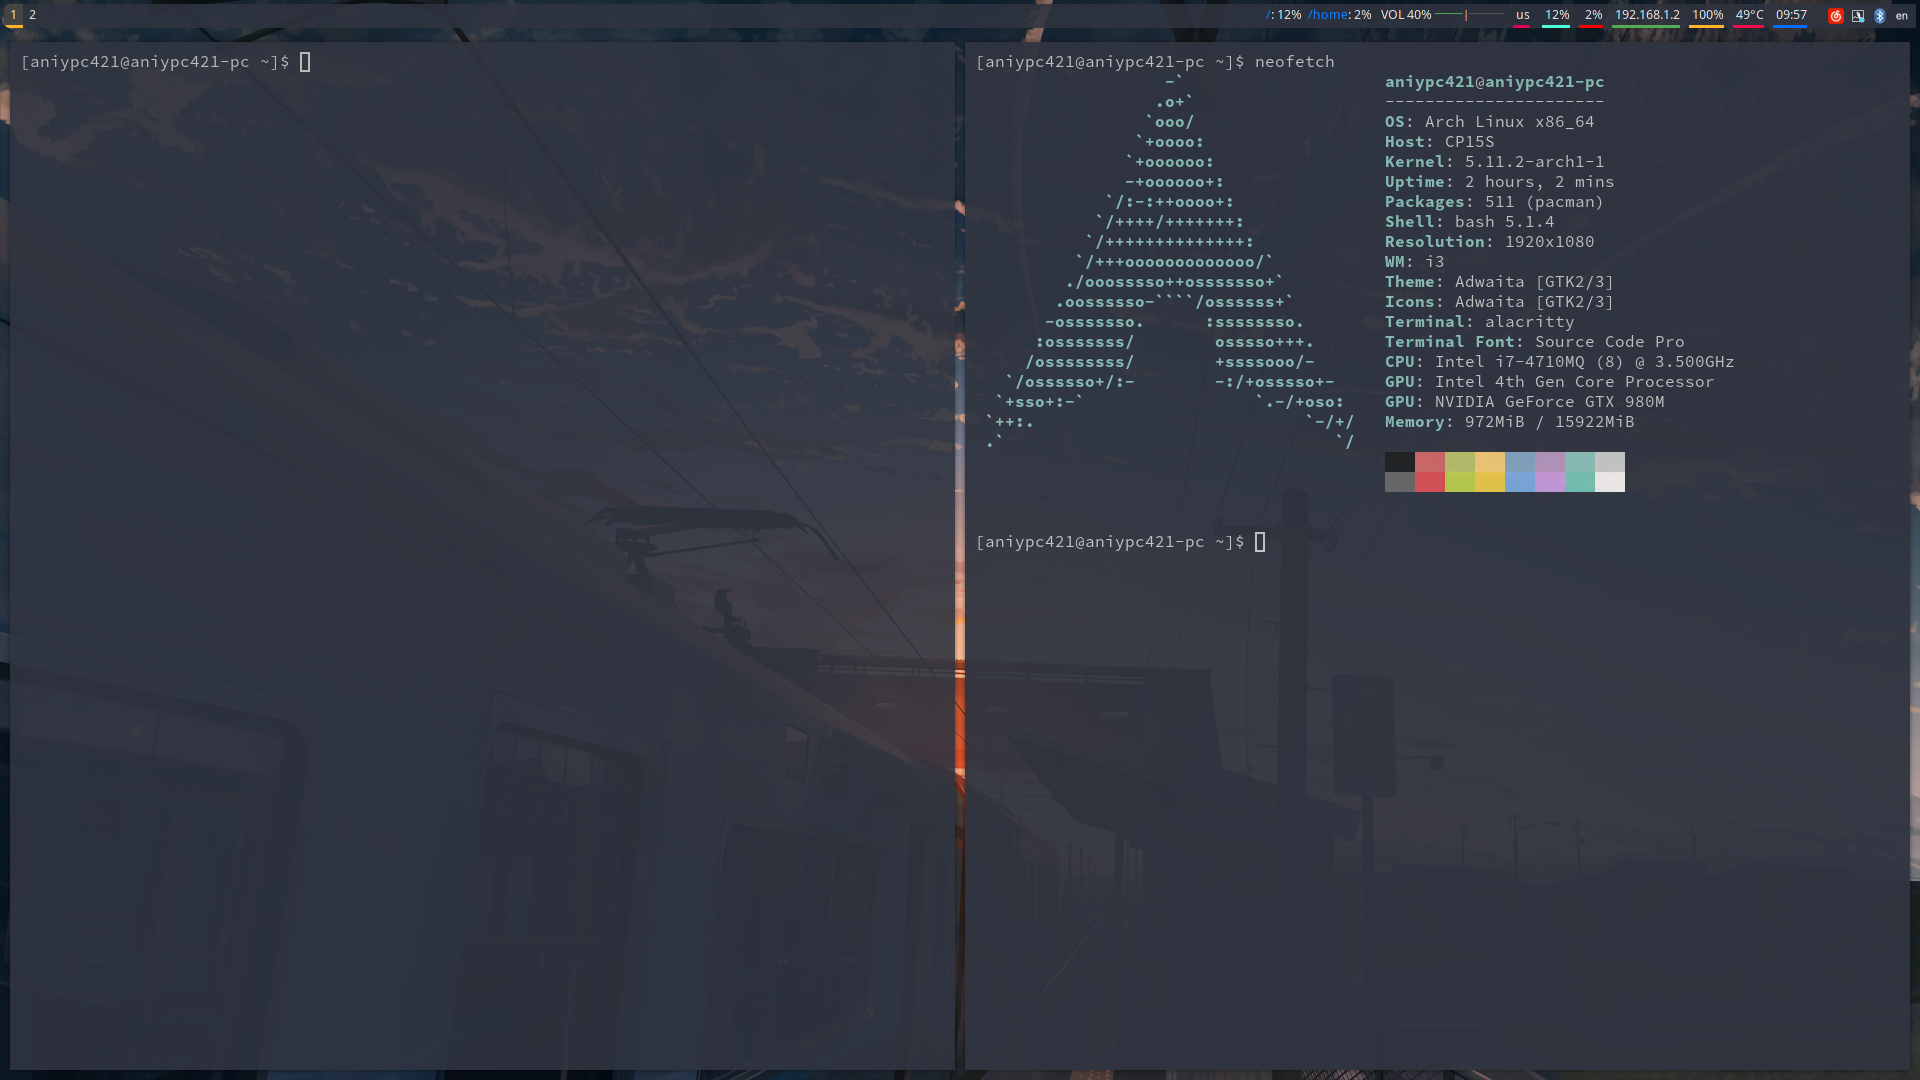 1 2 /: 12% /home: 2% VOL 40% us 12% 2% 192.168.1.2 100% 49°C 09:57 en
[aniypc421@aniypc421-pc ~]$
[aniypc421@aniypc421-pc ~]$ neofetch
-`
.o+`
`ooo/
`+oooo:
`+oooooo:
-+oooooo+:
`/:-:++oooo+:
`/++++/+++++++:
`/++++++++++++++:
`/+++ooooooooooooo/`
./ooosssso++osssssso+`
.oossssso-````/ossssss+`
-osssssso.      :ssssssso.
:osssssss/        osssso+++.
/ossssssss/        +ssssooo/-
`/ossssso+/:-        -:/+osssso+-
`+sso+:-`                 `.-/+oso:
`++:.                           `-/+/
.`                                 `/
aniypc421@aniypc421-pc
----------------------
OS: Arch Linux x86_64
Host: CP15S
Kernel: 5.11.2-arch1-1
Uptime: 2 hours, 2 mins
Packages: 511 (pacman)
Shell: bash 5.1.4
Resolution: 1920x1080
WM: i3
Theme: Adwaita [GTK2/3]
Icons: Adwaita [GTK2/3]
Terminal: alacritty
Terminal Font: Source Code Pro
CPU: Intel i7-4710MQ (8) @ 3.500GHz
GPU: Intel 4th Gen Core Processor
GPU: NVIDIA GeForce GTX 980M
Memory: 972MiB / 15922MiB
[aniypc421@aniypc421-pc ~]$